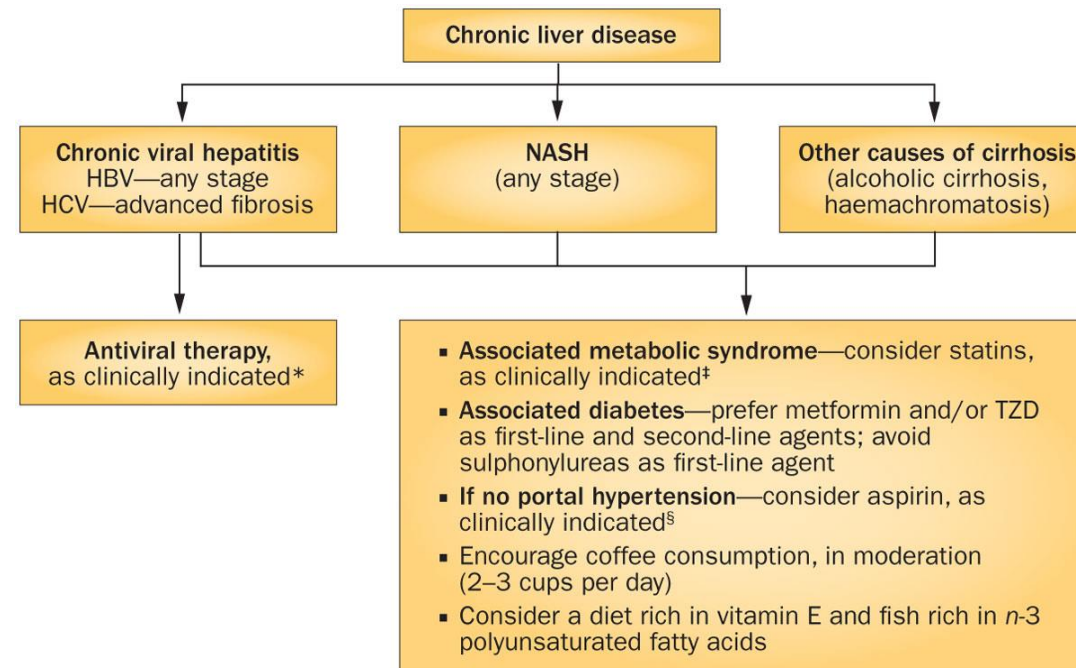 Chronic liver disease
Chronic viral hepatitis
HBV—any stage
HCV—advanced fibrosis
NASH
(any stage)
Other causes of cirrhosis
(alcoholic cirrhosis,
haemachromatosis)
Antiviral therapy,
as clinically indicated*
▪ Associated metabolic syndrome—consider statins,
as clinically indicated‡
▪ Associated diabetes—prefer metformin and/or TZD
as first-line and second-line agents; avoid
sulphonylureas as first-line agent
▪ If no portal hypertension—consider aspirin, as
clinically indicated§
▪ Encourage coffee consumption, in moderation
(2–3 cups per day)
▪ Consider a diet rich in vitamin E and fish rich in n-3
polyunsaturated fatty acids